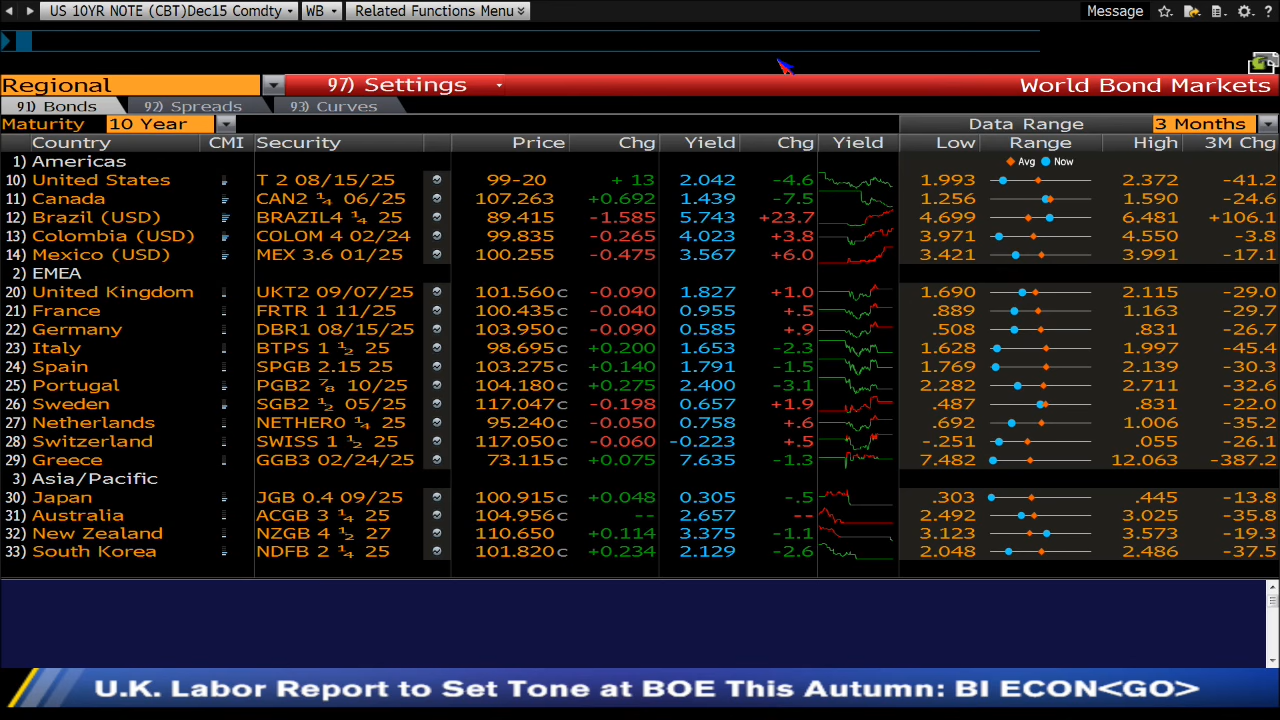 US 10YR NOTE (CBT)Dec15 Comdty WB Related Functions Menu Message ?
Regional 97) Settings World Bond Markets
91) Bonds 92) Spreads 93) Curves
Maturity 10 Year Data Range 3 Months
Country CMI Security Price Chg Yield Chg Yield Low Range High 3M Chg
1) Americas Avg Now
10) United States T 2 08/15/25 99-20 + 13 2.042 -4.6 1.993 2.372 -41.2
11) Canada CAN2 ¼ 06/25 107.263 +0.692 1.439 -7.5 1.256 1.590 -24.6
12) Brazil (USD) BRAZIL4 ¼ 25 89.415 -1.585 5.743 +23.7 4.699 6.481 +106.1
13) Colombia (USD) COLOM 4 02/24 99.835 -0.265 4.023 +3.8 3.971 4.550 -3.8
14) Mexico (USD) MEX 3.6 01/25 100.255 -0.475 3.567 +6.0 3.421 3.991 -17.1
2) EMEA
20) United Kingdom UKT2 09/07/25 101.560 c -0.090 1.827 +1.0 1.690 2.115 -29.0
21) France FRTR 1 11/25 100.435 c -0.040 0.955 +.5 .889 1.163 -29.7
22) Germany DBR1 08/15/25 103.950 c -0.090 0.585 +.9 .508 .831 -26.7
23) Italy BTPS 1 ½ 25 98.695 c +0.200 1.653 -2.3 1.628 1.997 -45.4
24) Spain SPGB 2.15 25 103.275 c +0.140 1.791 -1.5 1.769 2.139 -30.3
25) Portugal PGB2 ⅞ 10/25 104.180 c +0.275 2.400 -3.1 2.282 2.711 -32.6
26) Sweden SGB2 ½ 05/25 117.047 c -0.198 0.657 +1.9 .487 .831 -22.0
27) Netherlands NETHER0 ¼ 25 95.240 c -0.050 0.758 +.6 .692 1.006 -35.2
28) Switzerland SWISS 1 ½ 25 117.050 c -0.060 -0.223 +.5 -.251 .055 -26.1
29) Greece GGB3 02/24/25 73.115 c +0.075 7.635 -1.3 7.482 12.063 -387.2
3) Asia/Pacific
30) Japan JGB 0.4 09/25 100.915 c +0.048 0.305 -.5 .303 .445 -13.8
31) Australia ACGB 3 ¼ 25 104.956 c -- 2.657 -- 2.492 3.025 -35.8
32) New Zealand NZGB 4 ½ 27 110.650 +0.114 3.375 -1.1 3.123 3.573 -19.3
33) South Korea NDFB 2 ¼ 25 101.820 c +0.234 2.129 -2.6 2.048 2.486 -37.5
U.K. Labor Report to Set Tone at BOE This Autumn: BI ECON<GO>